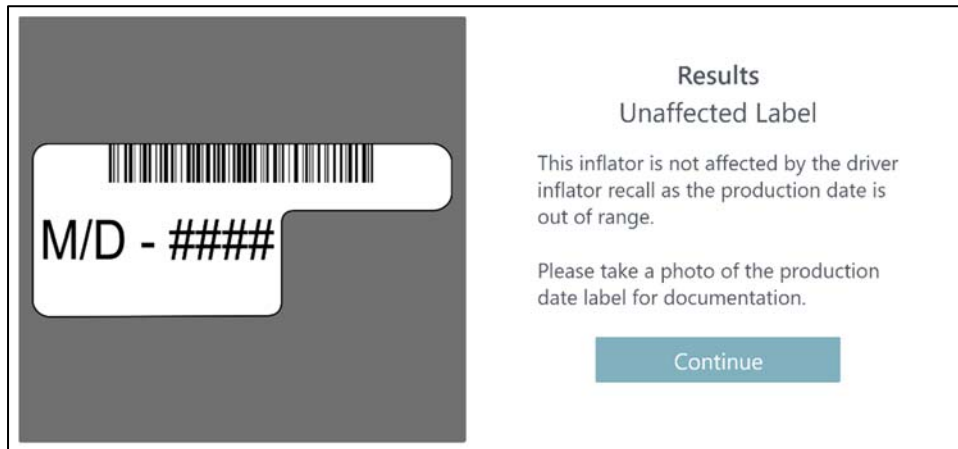 M/D - ####
Results
Unaffected Label
This inflator is not affected by the driver
inflator recall as the production date is
out of range.
Please take a photo of the production
date label for documentation.
Continue